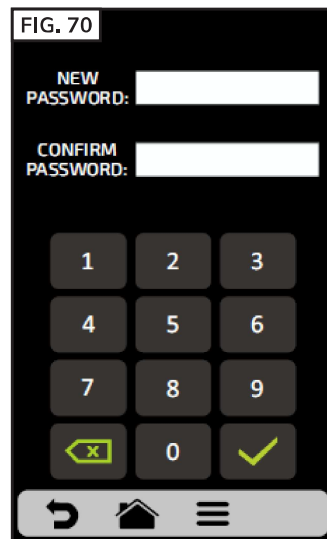 FIG. 70
NEW
PASSWORD:
CONFIRM
PASSWORD:
1 2 3
4 5 6
7 8 9
0